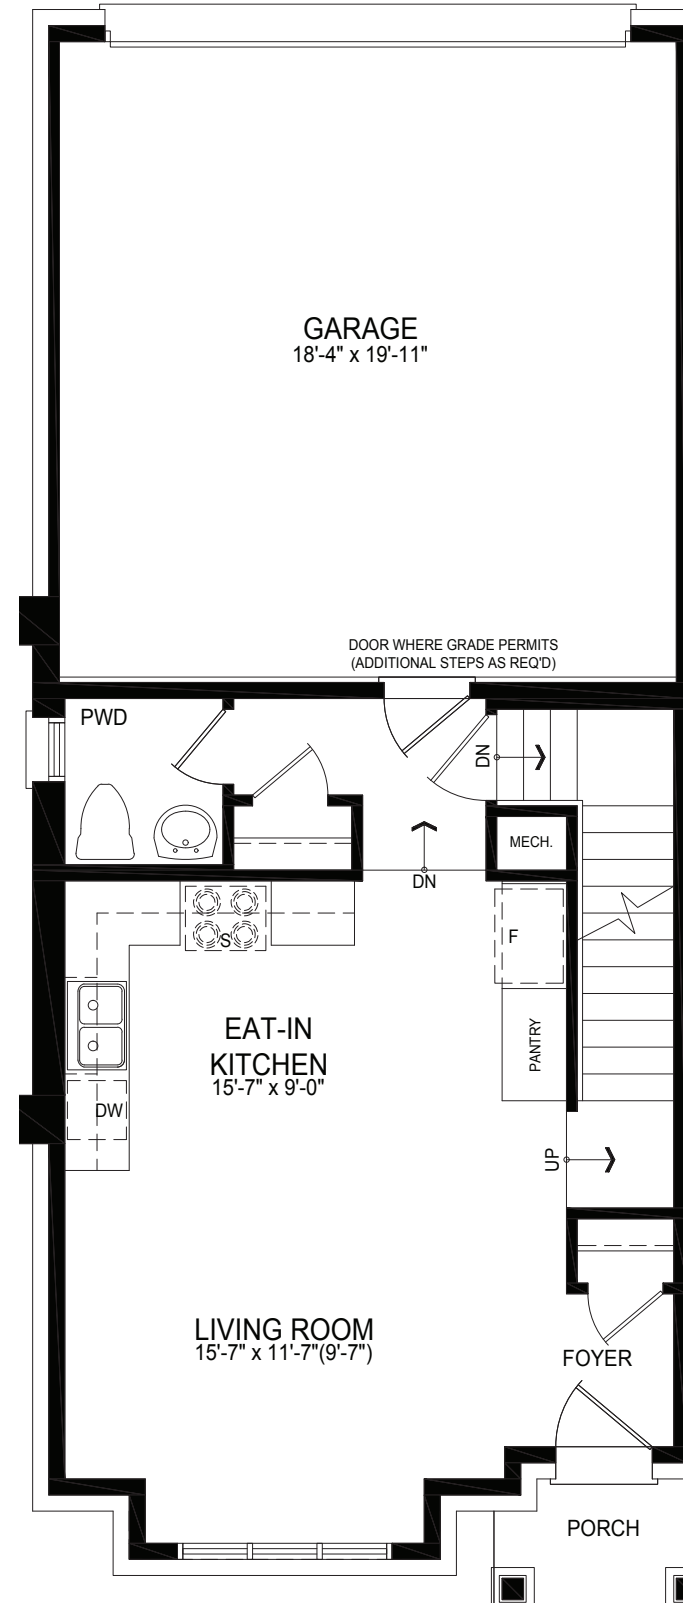 GARAGE
18'-4" x 19'-11"
DOOR WHERE GRADE PERMITS
(ADDITIONAL STEPS AS REQ'D)
PWD
DN
MECH.
DN
S
F
EAT-IN
KITCHEN
15'-7" x 9'-0"
PANTRY
DW
UP
LIVING ROOM
15'-7" x 11'-7"(9'-7")
FOYER
PORCH